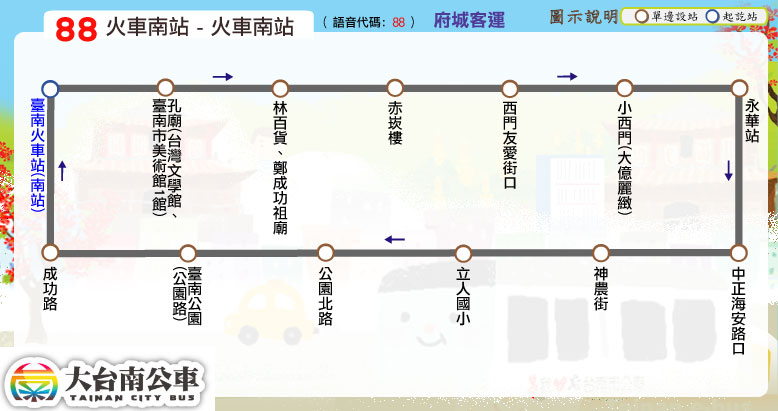 88 火車南站 - 火車南站 （ 語音代碼: 88 ） 府城客運
圖示說明 單邊設站 起訖站
臺南火車站(南站)
孔廟(台灣文學館、
臺南市美術館1館)
林百貨、鄭成功祖廟
赤崁樓
西門友愛街口
小西門(大億麗緻)
永華站
中正海安路口
神農街
立人國小
公園北路
臺南公園
(公園路)
成功路
大台南公車
TAINAN CITY BUS